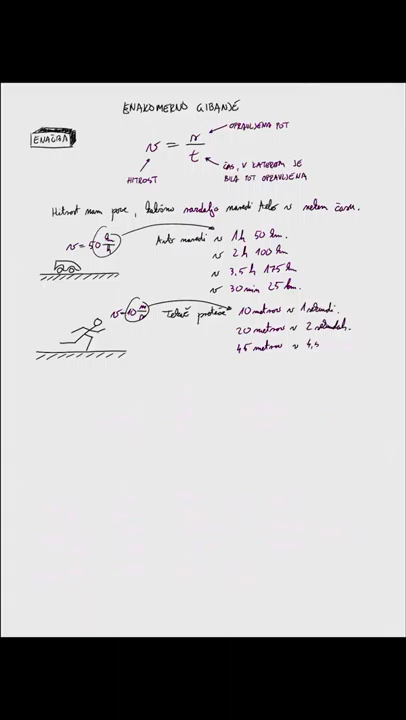 ENAKOMERNO GIBANJE
ENAČBA
v = s/t
OPRAVLJENA POT
HITROST
ČAS, V KATEREM JE
BILA POT OPRAVLJENA
Hitrost nam pove, kolikšno razdaljo naredi telo v nekem času.
v = 50 km/h
Avto naredi v 1 h 50 km.
v 2 h 100 km
v 3,5 h 175 km
v 30 min 25 km.
v = 10 m/s
Tekač preteče 10 metrov v 1 sekundi.
20 metrov v 2 sekundah.
45 metrov v 4,5